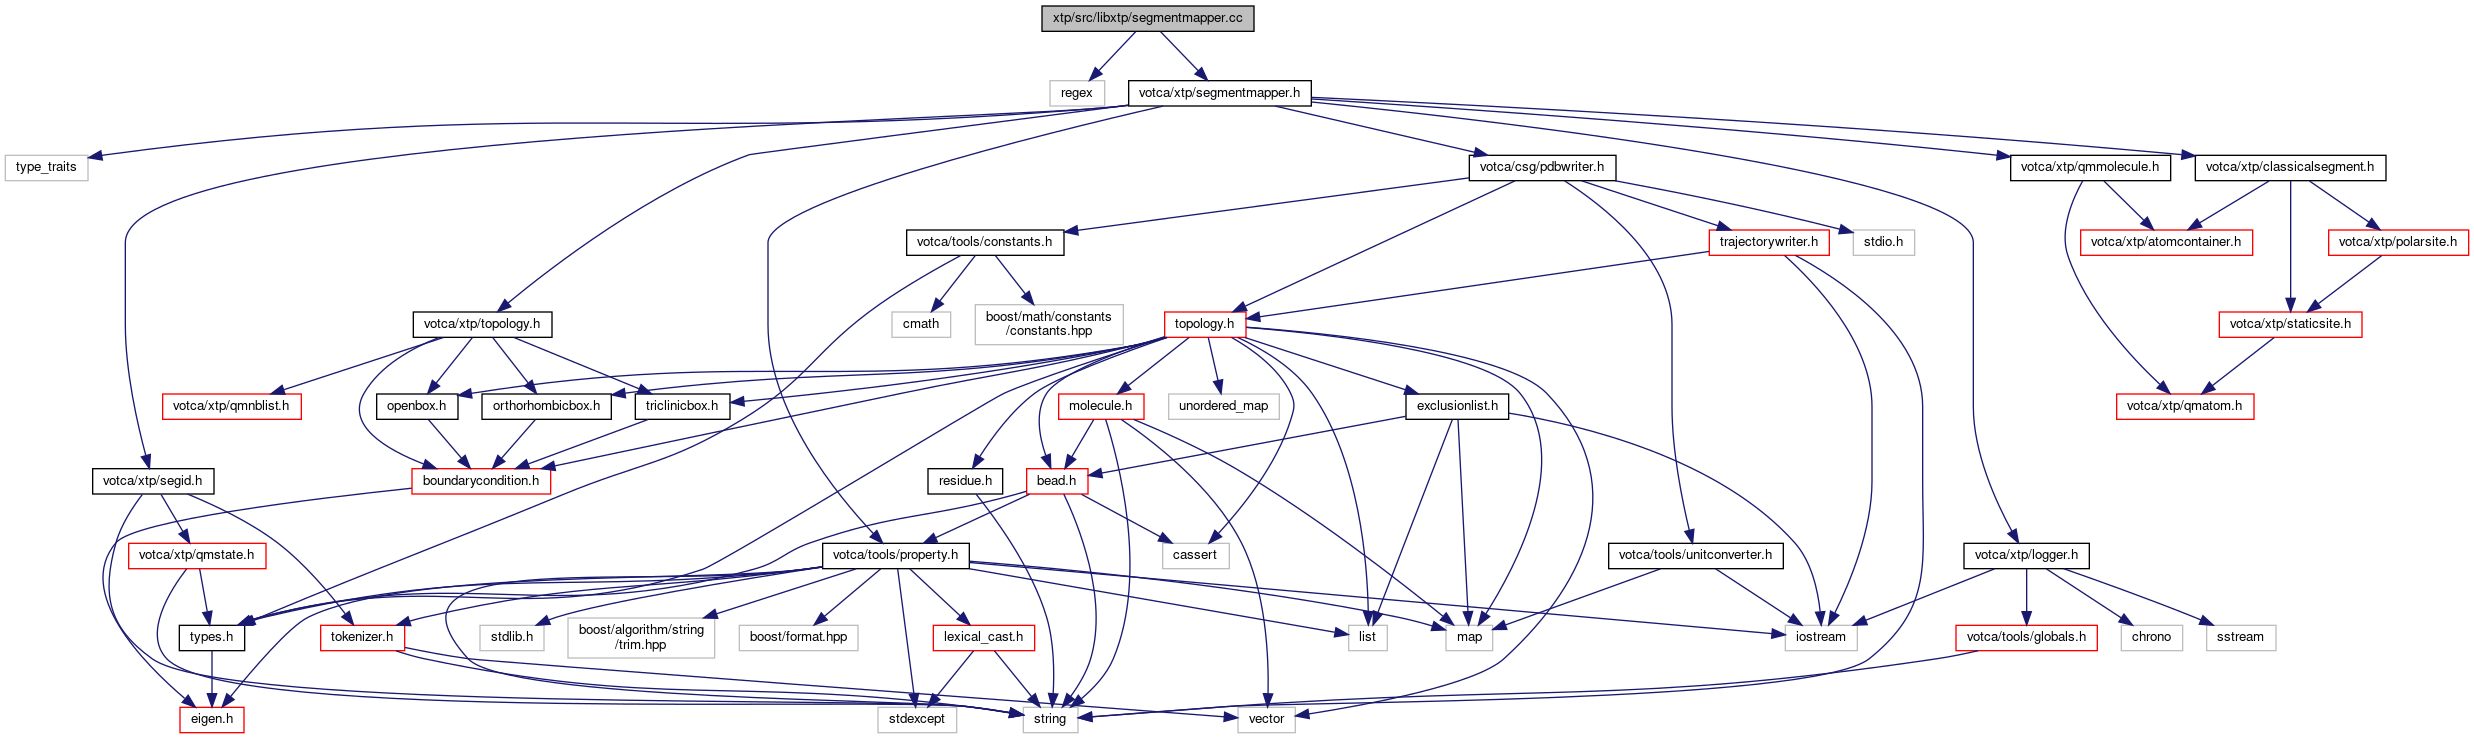 xtp/src/libxtp/segmentmapper.cc
regex
votca/xtp/segmentmapper.h
type_traits
votca/csg/pdbwriter.h
votca/xtp/qmmolecule.h
votca/xtp/classicalsegment.h
votca/tools/constants.h
trajectorywriter.h
stdio.h
votca/xtp/atomcontainer.h
votca/xtp/polarsite.h
votca/xtp/topology.h
cmath
boost/math/constants
/constants.hpp
topology.h
votca/xtp/staticsite.h
votca/xtp/qmnblist.h
openbox.h
orthorhombicbox.h
triclinicbox.h
molecule.h
unordered_map
exclusionlist.h
votca/xtp/qmatom.h
votca/xtp/segid.h
boundarycondition.h
residue.h
bead.h
votca/xtp/qmstate.h
votca/tools/property.h
cassert
votca/tools/unitconverter.h
votca/xtp/logger.h
types.h
tokenizer.h
stdlib.h
boost/algorithm/string
/trim.hpp
boost/format.hpp
lexical_cast.h
list
map
iostream
votca/tools/globals.h
chrono
sstream
eigen.h
stdexcept
string
vector